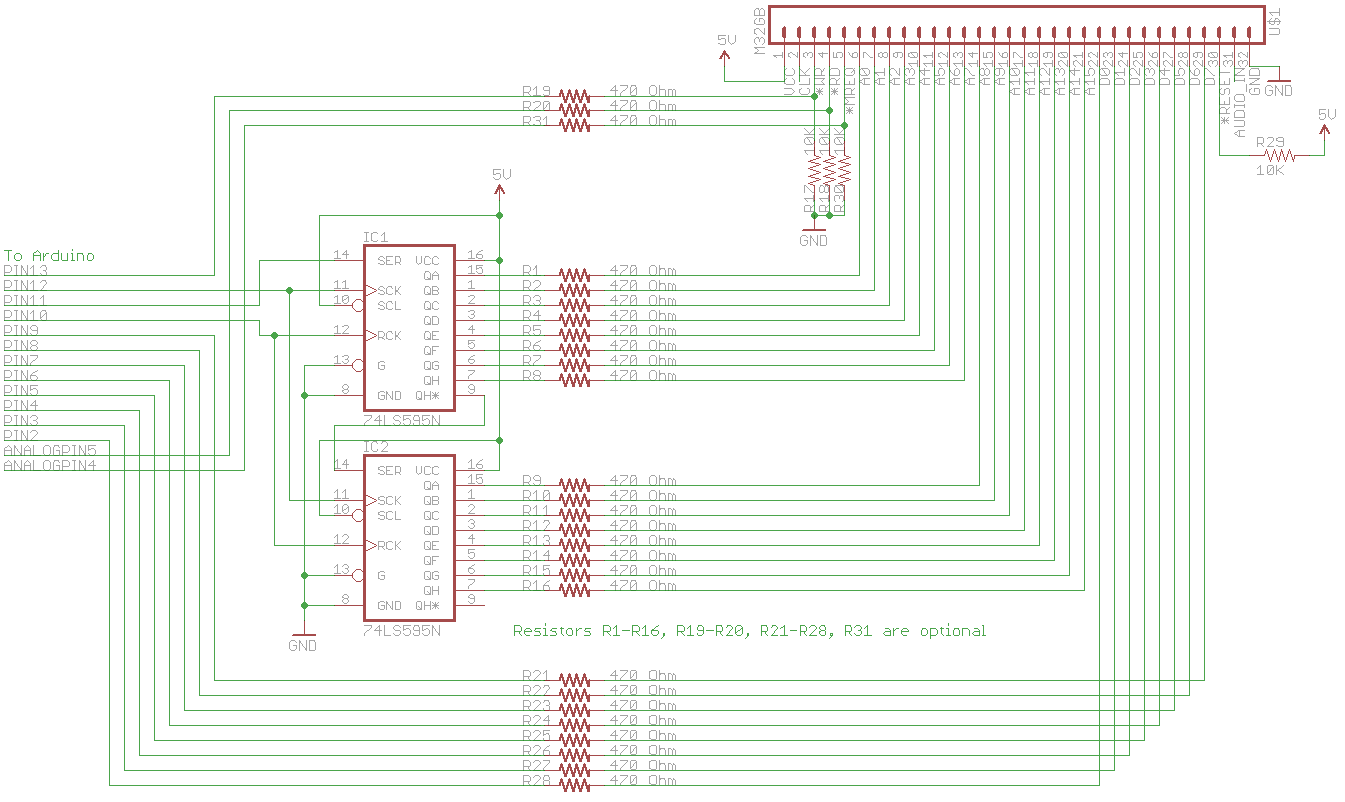 M32GB
U$1
5V
1 2 3 4 5 6 7 8 9 10 11 12 13 14 15 16 17 18 19 20 21 22 23 24 25 26 27 28 29 30 31 32
VCC CLK *WR *RD *MREQ A0 A1 A2 A3 A4 A5 A6 A7 A8 A9 A10 A11 A12 A13 A14 A15 D0 D1 D2 D3 D4 D5 D6 D7 *RESET AUDIO_IN GND
GND
R19 470 Ohm
R20 470 Ohm
R31 470 Ohm
5V
R29
10K
10K 10K 10K
R17 R18 R30
GND
5V
To Arduino
PIN13
PIN12
PIN11
PIN10
PIN9
PIN8
PIN7
PIN6
PIN5
PIN4
PIN3
PIN2
ANALOGPIN5
ANALOGPIN4
IC1
14 SER VCC 16
QA 15
11 SCK QB 1
10 SCL QC 2
QD 3
12 RCK QE 4
QF 5
13 G QG 6
QH 7
8 GND QH* 9
74LS595N
R1 470 Ohm
R2 470 Ohm
R3 470 Ohm
R4 470 Ohm
R5 470 Ohm
R6 470 Ohm
R7 470 Ohm
R8 470 Ohm
IC2
14 SER VCC 16
QA 15
11 SCK QB 1
10 SCL QC 2
QD 3
12 RCK QE 4
QF 5
13 G QG 6
QH 7
8 GND QH* 9
74LS595N
GND
R9 470 Ohm
R10 470 Ohm
R11 470 Ohm
R12 470 Ohm
R13 470 Ohm
R14 470 Ohm
R15 470 Ohm
R16 470 Ohm
Resistors R1-R16, R19-R20, R21-R28, R31 are optional
R21 470 Ohm
R22 470 Ohm
R23 470 Ohm
R24 470 Ohm
R25 470 Ohm
R26 470 Ohm
R27 470 Ohm
R28 470 Ohm